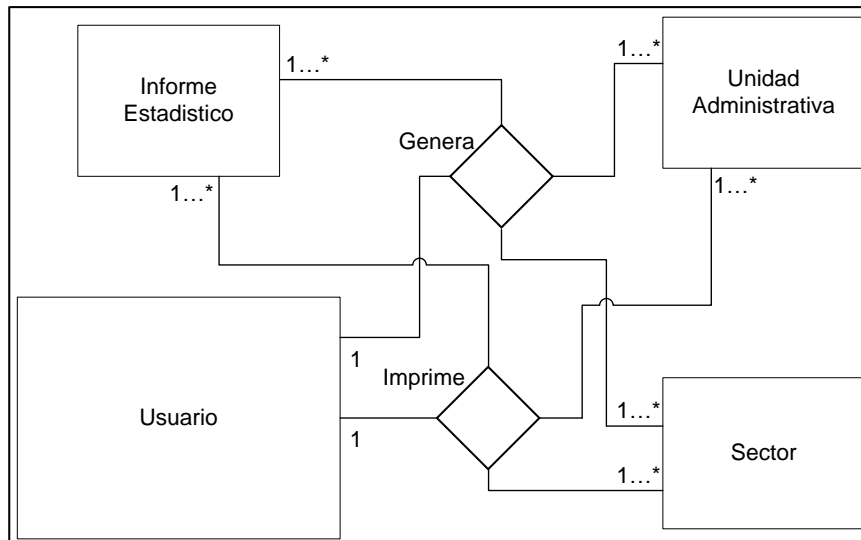 Informe
Estadistico
1...*
1...*
Unidad
Administrativa
1...*
1...*
Genera
Usuario
1
1
Imprime
Sector
1...*
1...*